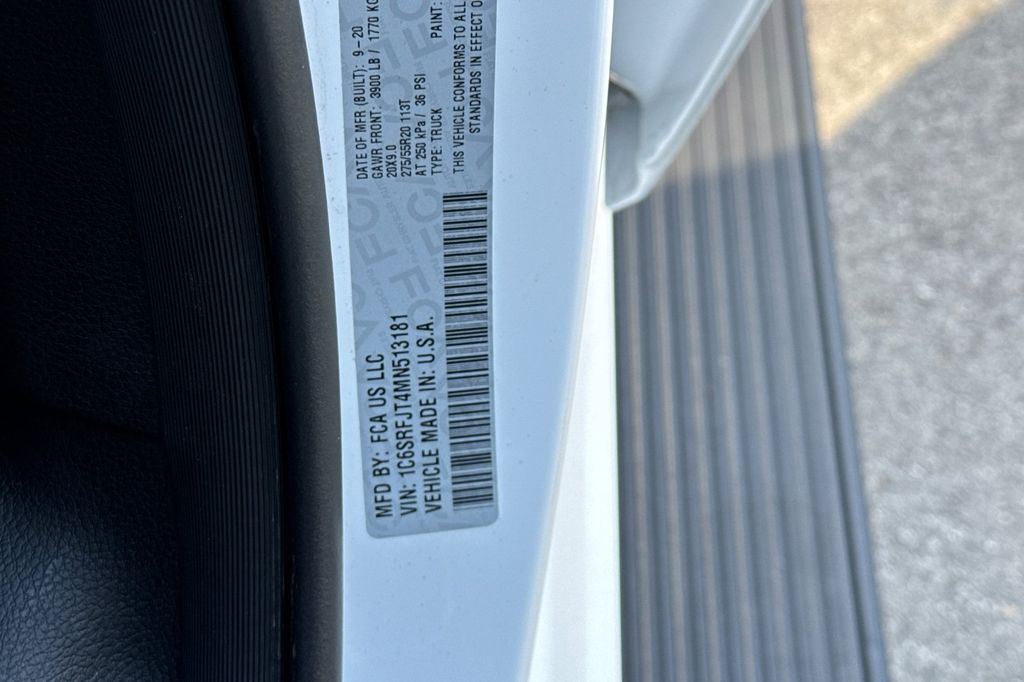 MFD BY: FCA US LLC
VIN: 1C6SRFJT4MN513181
VEHICLE MADE IN: U.S.A.
DATE OF MFR (BUILT): 9-20
GAWR FRONT: 3900 LB / 1770 KG
20X9.0
275/55R20 113T
AT 250 kPa / 36 PSI
TYPE: TRUCK PAINT:
THIS VEHICLE CONFORMS TO ALL
STANDARDS IN EFFECT O